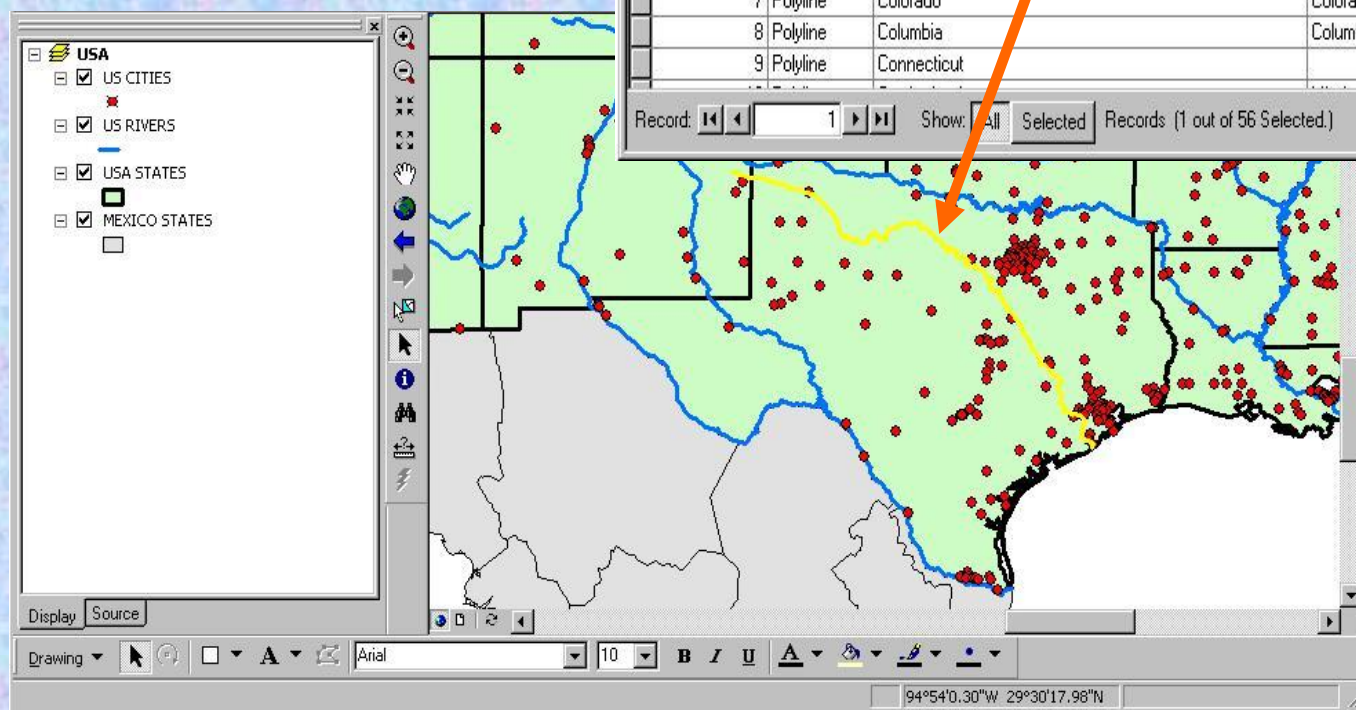 7 Polyline Colorado Colora
8 Polyline Columbia Colum
9 Polyline Connecticut
Record: 1 Show: All Selected Records (1 out of 56 Selected.)
USA
US CITIES
US RIVERS
USA STATES
MEXICO STATES
Display Source
Drawing A Arial 10 B I U A
94°54'0.30"W 29°30'17.98"N